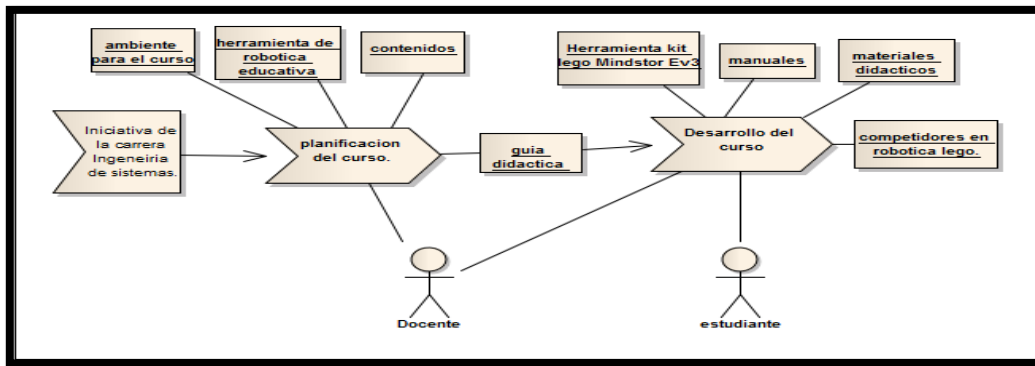 ambiente
para el curso
herramienta de
robotica
educativa
contenidos
Herramienta kit
lego Mindstor Ev3
manuales
materiales
didacticos
Iniciativa de
la carrera
Ingeneiria
de sistemas.
planificacion
del curso.
guia
didactica
Desarrollo del
curso
competidores en
robotica lego.
Docente
estudiante